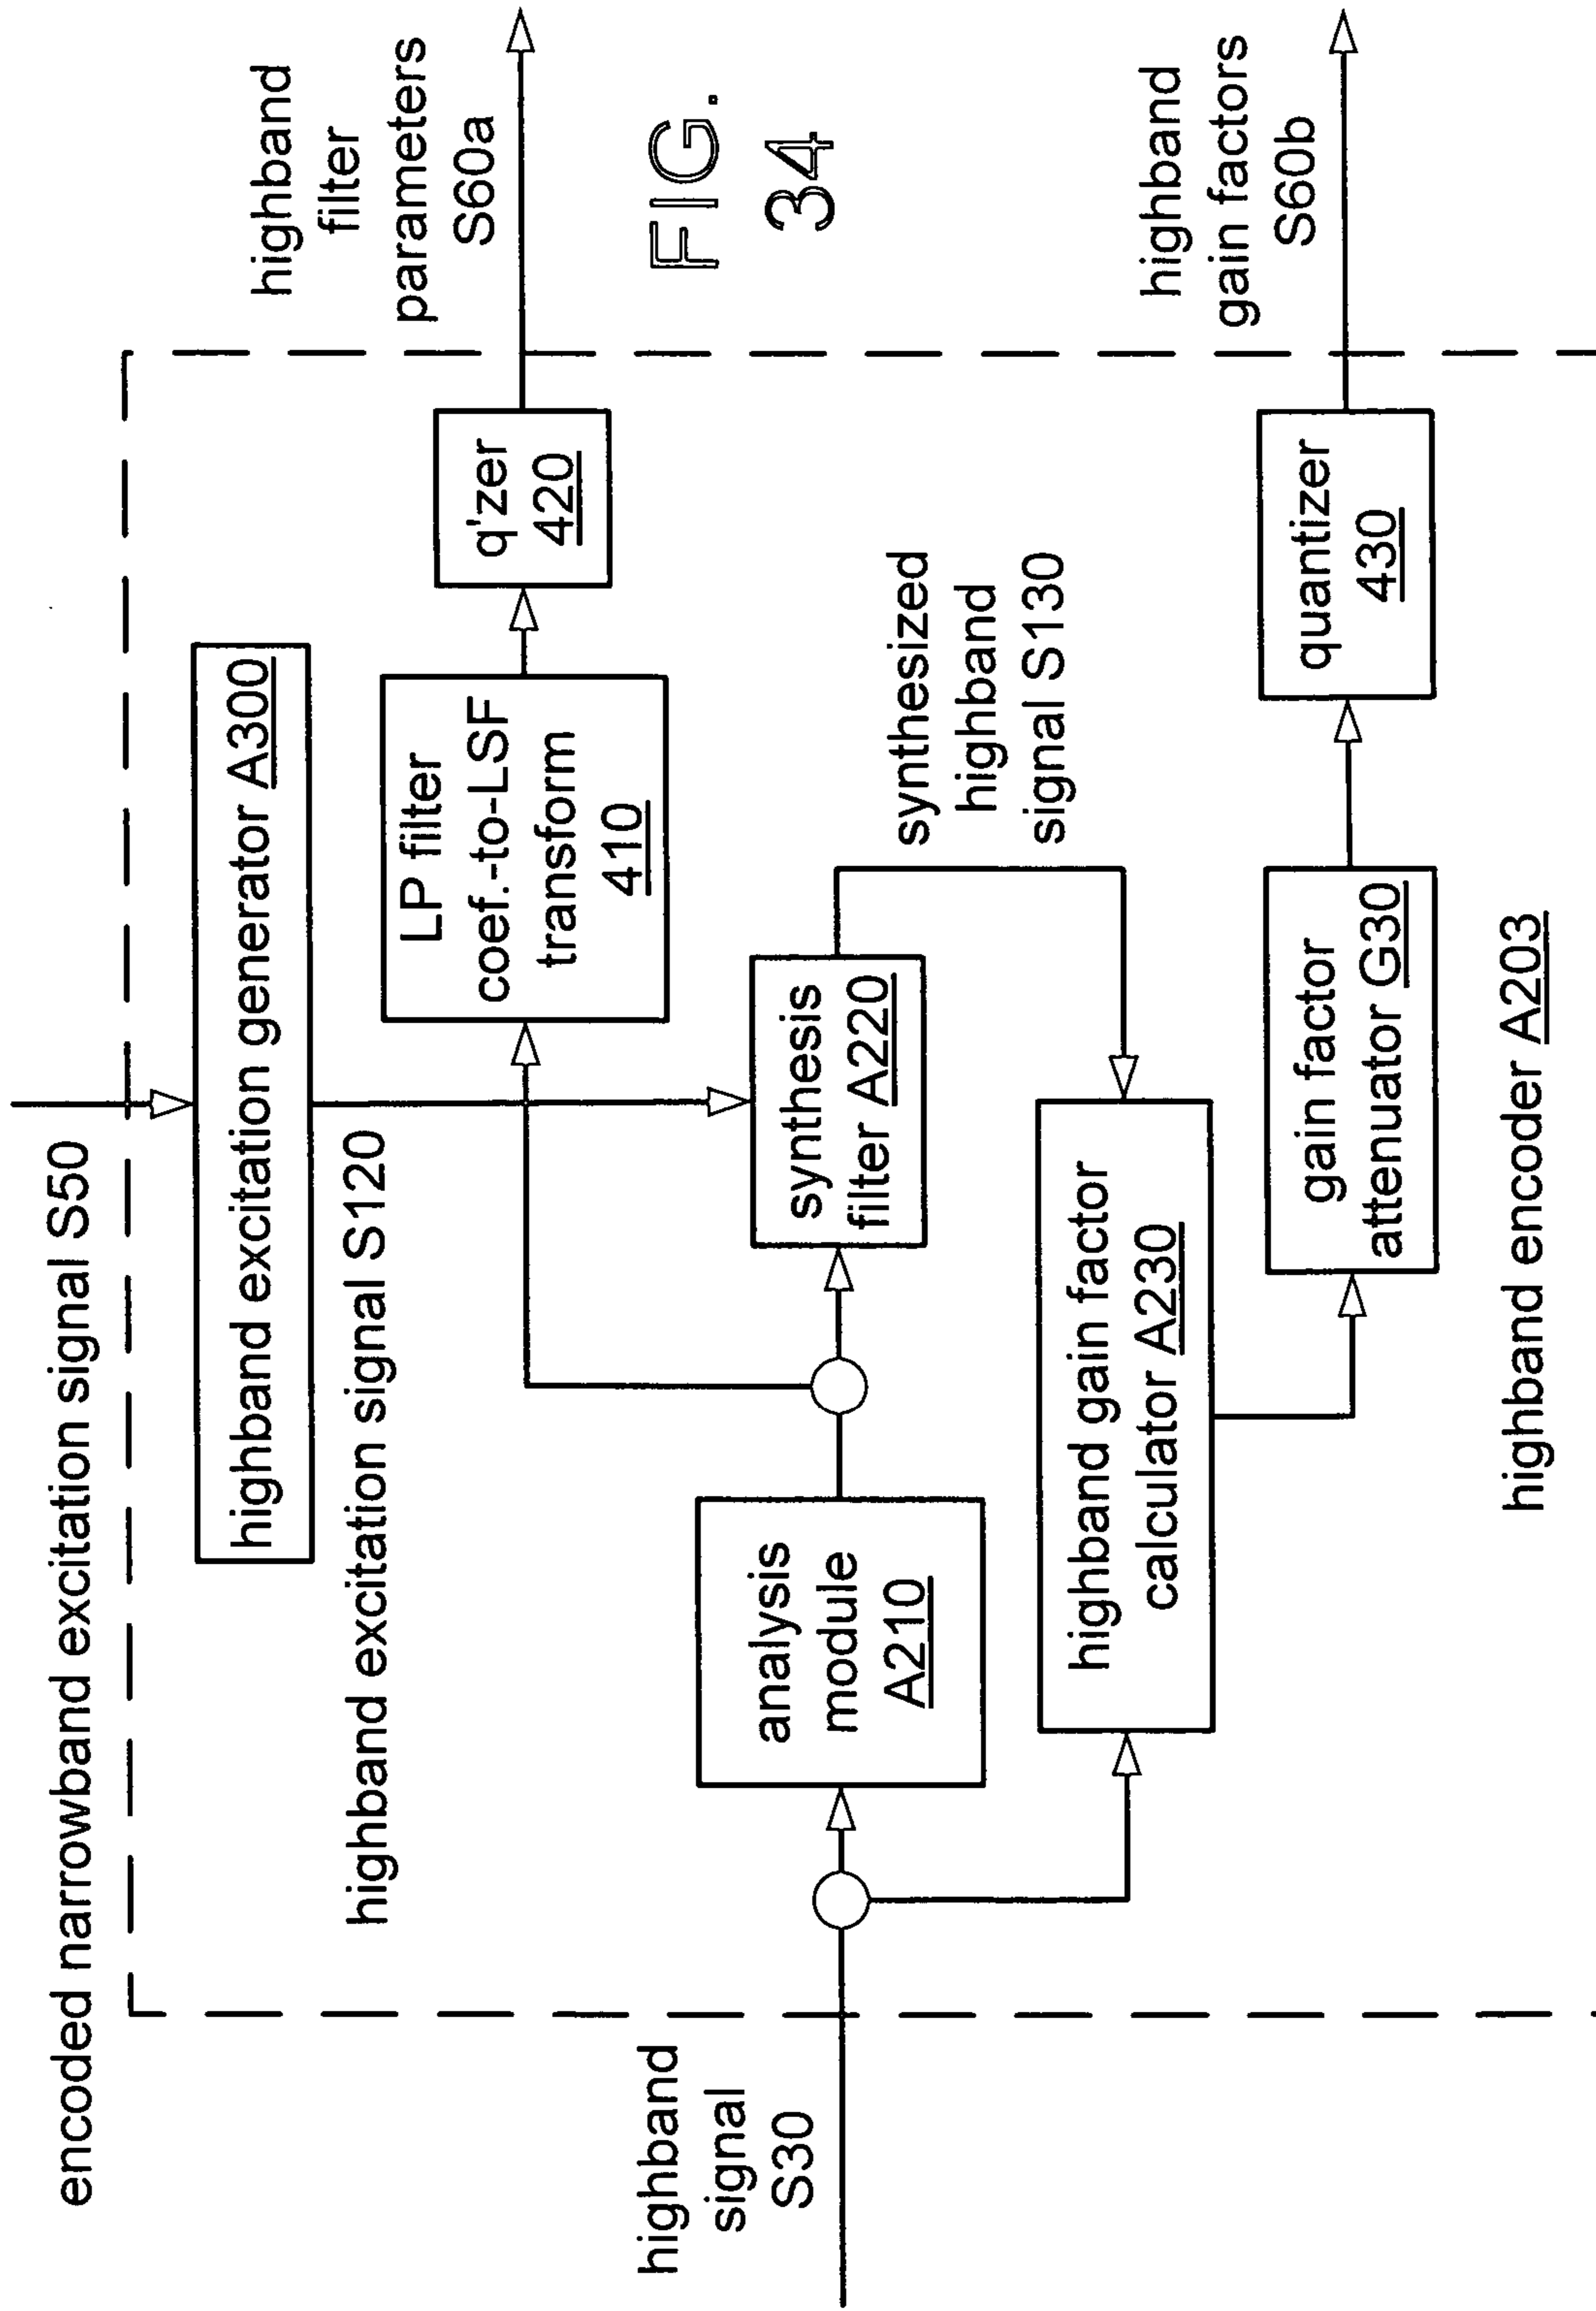 encoded narrowband excitation signal S50
highband excitation generator A300
highband excitation signal S120
highband
filter
parameters
S60a
LP filter
coef.-to-LSF
transform
410
q'zer
420
FIG.
34
highband
signal
S30
analysis
module
A210
synthesis
filter A220
synthesized
highband
signal S130
highband gain factor
calculator A230
gain factor
attenuator G30
quantizer
430
highband
gain factors
S60b
highband encoder A203